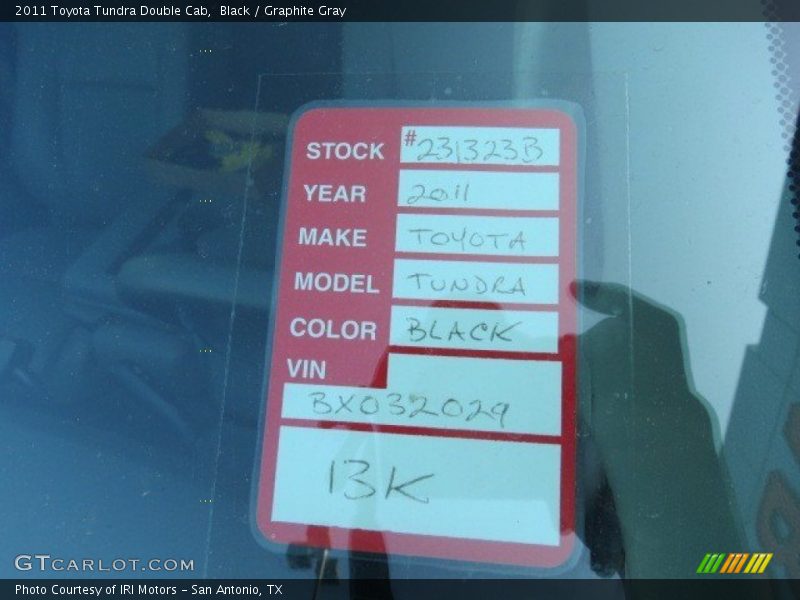 2011 Toyota Tundra Double Cab,  Black / Graphite Gray
STOCK #231323B
YEAR 2011
MAKE TOYOTA
MODEL TUNDRA
COLOR BLACK
VIN
BX032029
13K
GTCARLOT.COM
Photo Courtesy of IRI Motors – San Antonio, TX